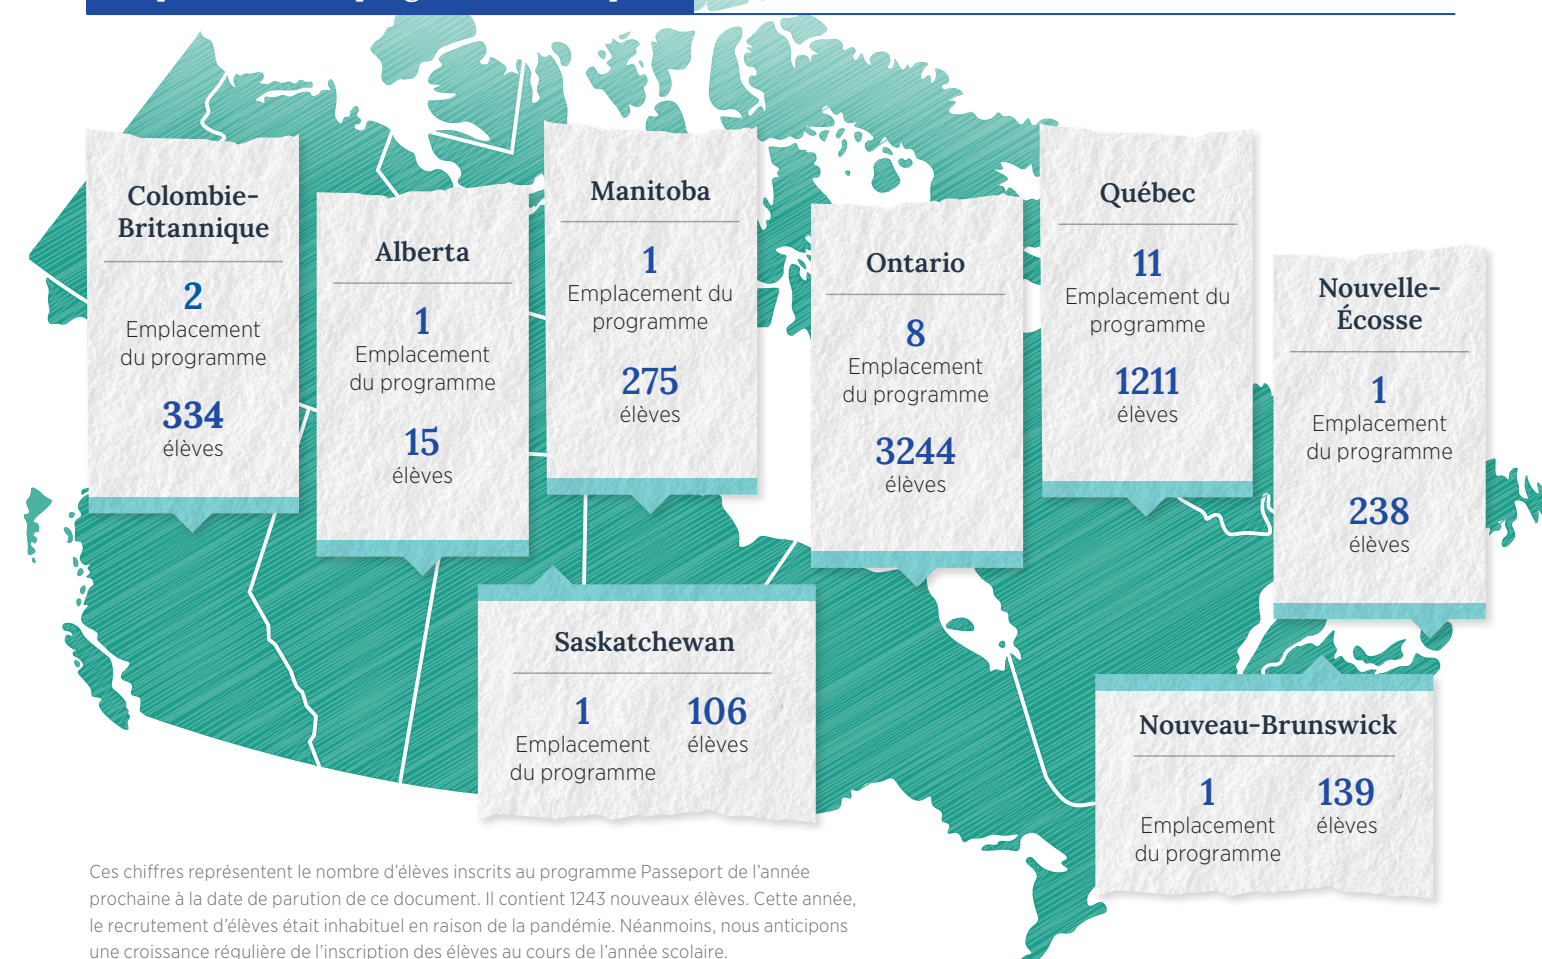 Colombie-
Britannique
2
Emplacement
du programme
334
élèves
Alberta
1
Emplacement
du programme
15
élèves
Manitoba
1
Emplacement du
programme
275
élèves
Ontario
8
Emplacement
du programme
3244
élèves
Québec
11
Emplacement du
programme
1211
élèves
Nouvelle-
Écosse
1
Emplacement
du programme
238
élèves
Saskatchewan
1
Emplacement
du programme
106
élèves
Nouveau-Brunswick
1
Emplacement
du programme
139
élèves
Ces chiffres représentent le nombre d'élèves inscrits au programme Passeport de l'année
prochaine à la date de parution de ce document. Il contient 1243 nouveaux élèves. Cette année,
le recrutement d'élèves était inhabituel en raison de la pandémie. Néanmoins, nous anticipons
une croissance régulière de l'inscription des élèves au cours de l'année scolaire.